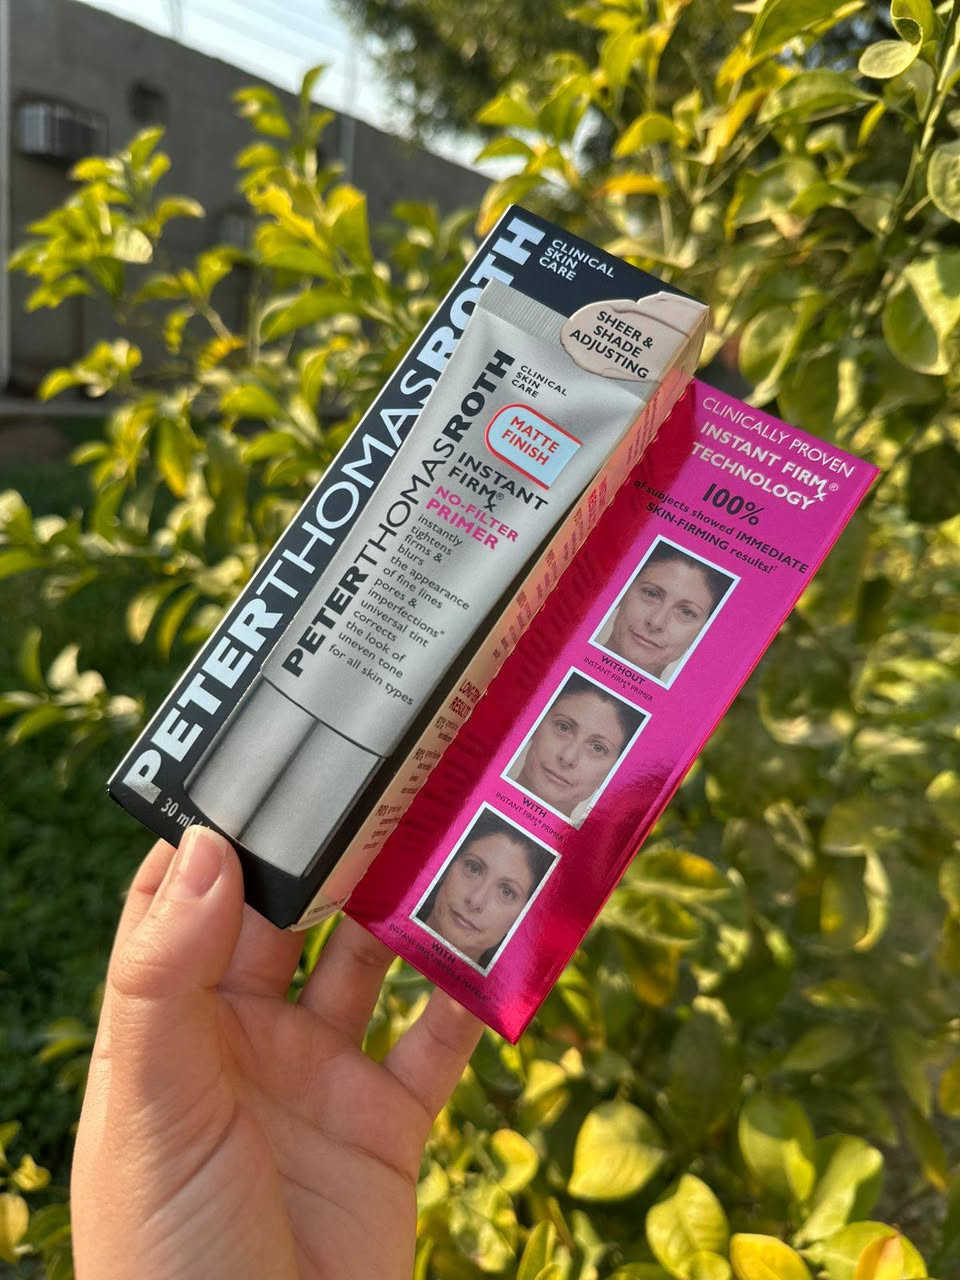 PETERTHOMASROTH
CLINICAL
SKIN
CARE
SHEER &
SHADE
ADJUSTING
PETERTHOMASROTH
CLINICAL
SKIN
CARE
MATTE
FINISH
INSTANT
FIRMx®
NO-FILTER
PRIMER
instantly
tightens
firms &
blurs
the appearance
of fine lines
pores &
imperfections*
universal tint
corrects
the look of
uneven tone
for all skin types
30 ml
CLINICALLY PROVEN
INSTANT FIRMx®
TECHNOLOGY
100%
of subjects showed IMMEDIATE
SKIN-FIRMING results!
WITHOUT
INSTANT FIRMx® PRIMER
WITH
INSTANT FIRMx® PRIMER
WITH